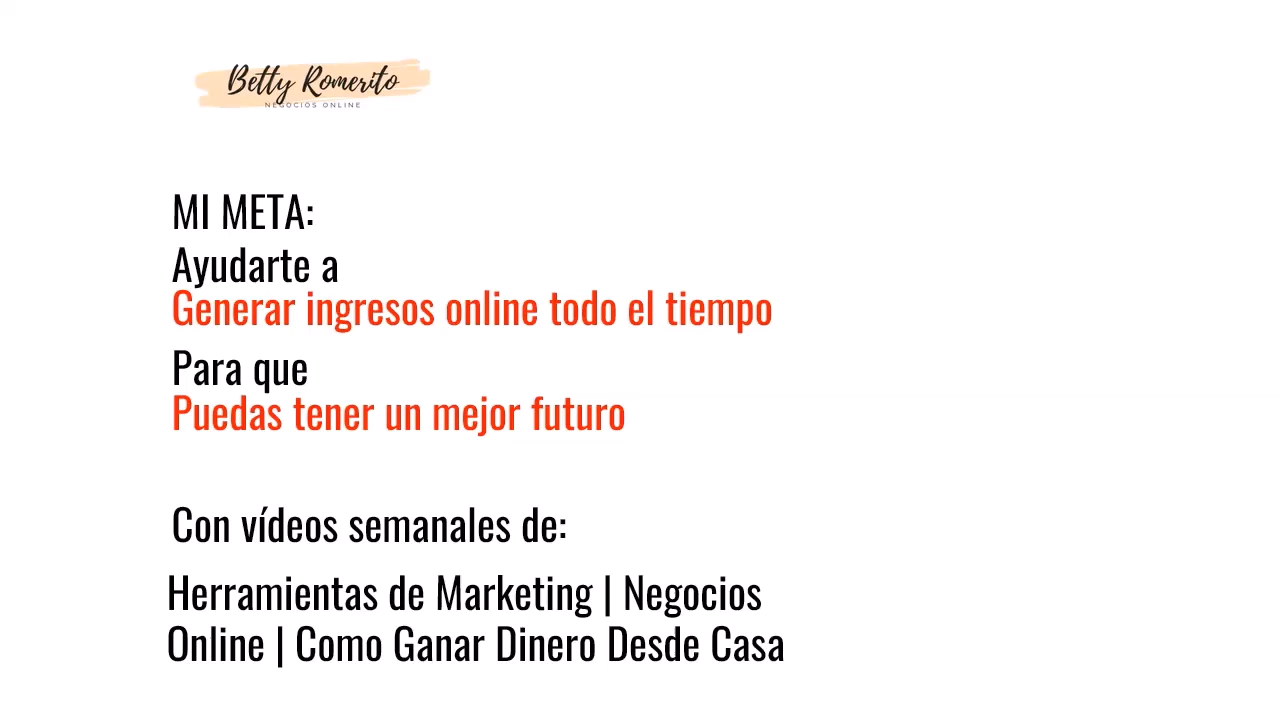 Betty Romerito
NEGOCIOS ONLINE
MI META:
Ayudarte a
Generar ingresos online todo el tiempo
Para que
Puedas tener un mejor futuro
Con vídeos semanales de:
Herramientas de Marketing | Negocios
Online | Como Ganar Dinero Desde Casa